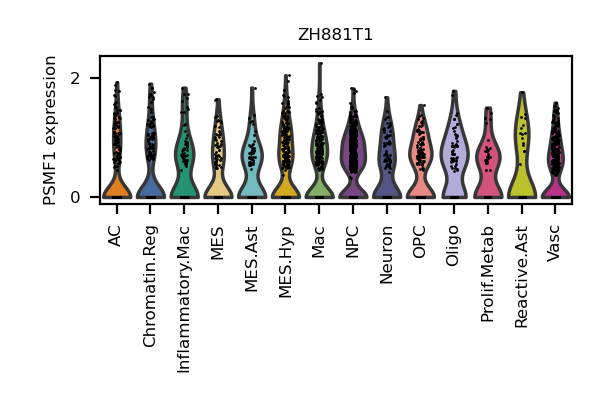 ZH881T1
PSMF1 expression
2
0
AC
Chromatin.Reg
Inflammatory.Mac
MES
MES.Ast
MES.Hyp
Mac
NPC
Neuron
OPC
Oligo
Prolif.Metab
Reactive.Ast
Vasc